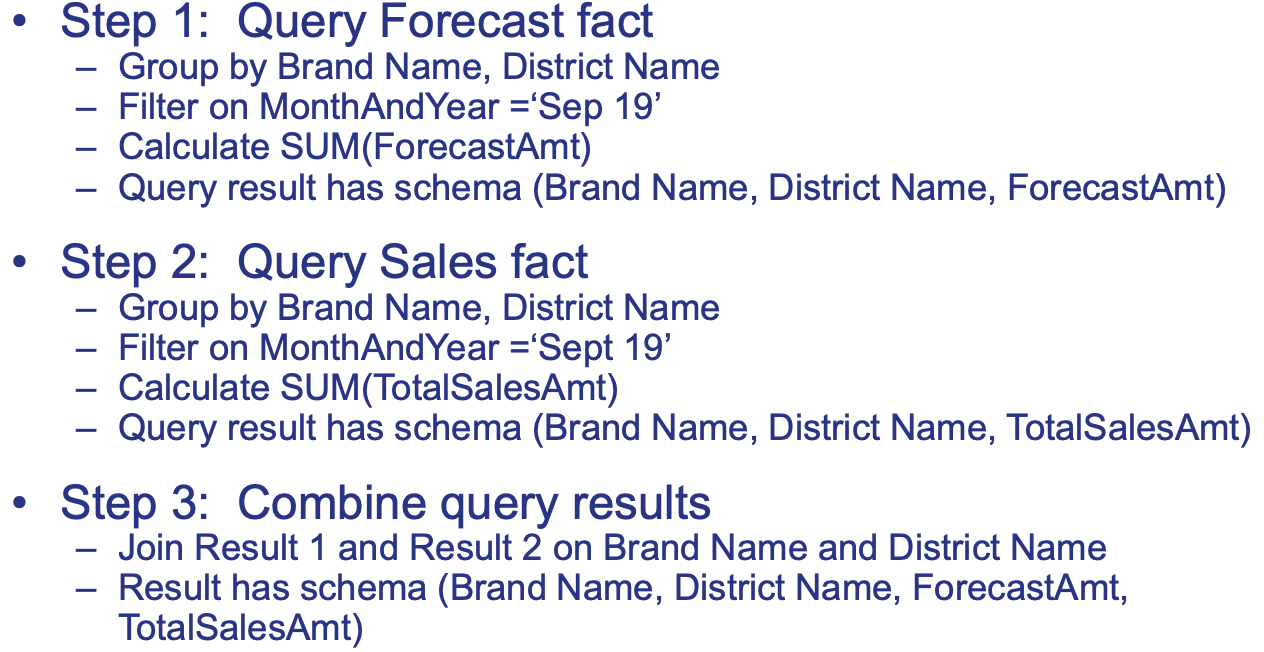 • Step 1:  Query Forecast fact
– Group by Brand Name, District Name
– Filter on MonthAndYear =‘Sep 19’
– Calculate SUM(ForecastAmt)
– Query result has schema (Brand Name, District Name, ForecastAmt)
• Step 2:  Query Sales fact
– Group by Brand Name, District Name
– Filter on MonthAndYear =‘Sept 19’
– Calculate SUM(TotalSalesAmt)
– Query result has schema (Brand Name, District Name, TotalSalesAmt)
• Step 3:  Combine query results
– Join Result 1 and Result 2 on Brand Name and District Name
– Result has schema (Brand Name, District Name, ForecastAmt,
TotalSalesAmt)